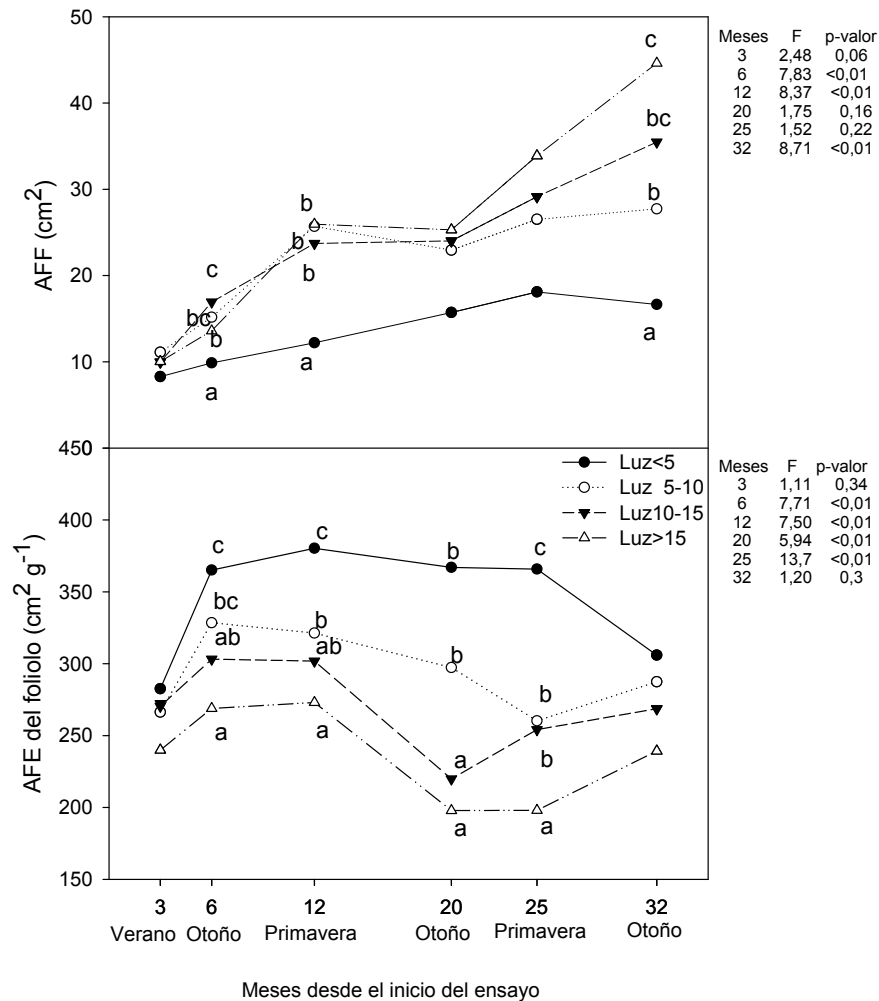 50
40
30
20
10
AFF (cm2)
c
bc
b
a
b
b
b
a
c
bc
b
a
Meses F p-valor
3 2,48 0,06
6 7,83 <0,01
12 8,37 <0,01
20 1,75 0,16
25 1,52 0,22
32 8,71 <0,01
450
400
350
300
250
200
150
AFE del foliolo (cm2 g-1)
Luz<5
Luz 5-10
Luz10-15
Luz>15
c
bc
ab
a
c
b
ab
a
b
b
a
a
c
b
b
a
Meses F p-valor
3 1,11 0,34
6 7,71 <0,01
12 7,50 <0,01
20 5,94 <0,01
25 13,7 <0,01
32 1,20 0,3
3 6 12 20 25 32
Verano Otoño Primavera Otoño Primavera Otoño
Meses desde el inicio del ensayo